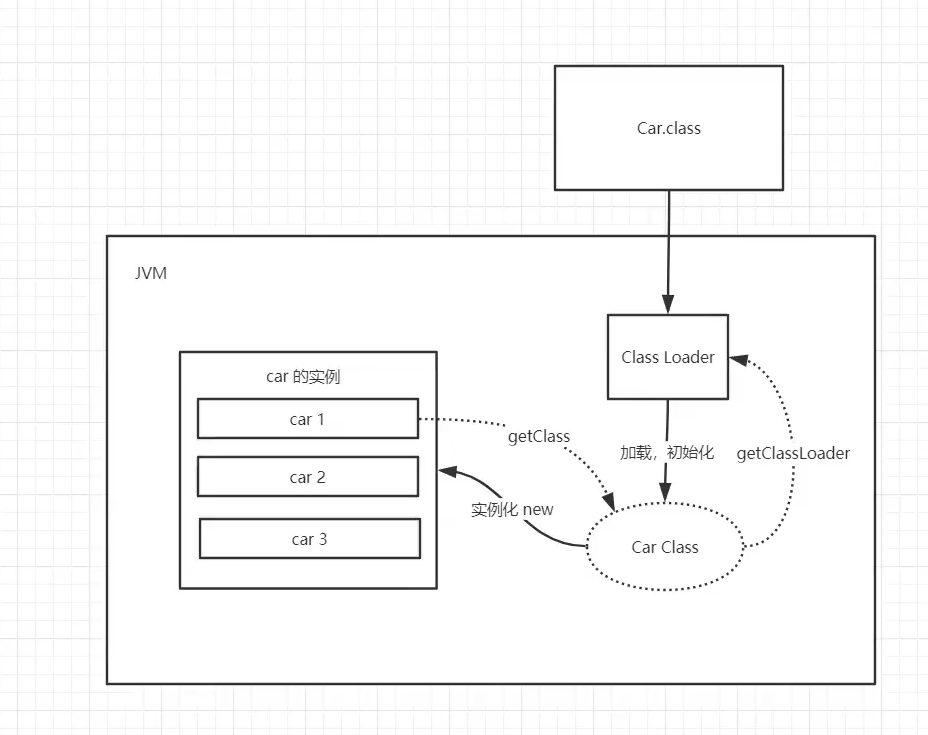 Car.class
JVM
Class Loader
car 的实例
car 1
getClass
加载，初始化
getClassLoader
car 2
实例化 new
car 3
Car Class